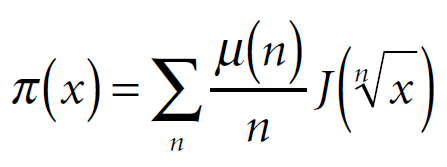 π(x) = ∑ₙ μ(n)/n J(ⁿ√x)